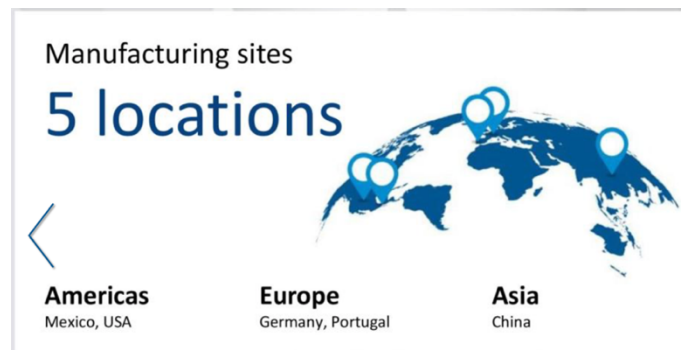 Manufacturing sites
5 locations
Americas
Mexico, USA
Europe
Germany, Portugal
Asia
China